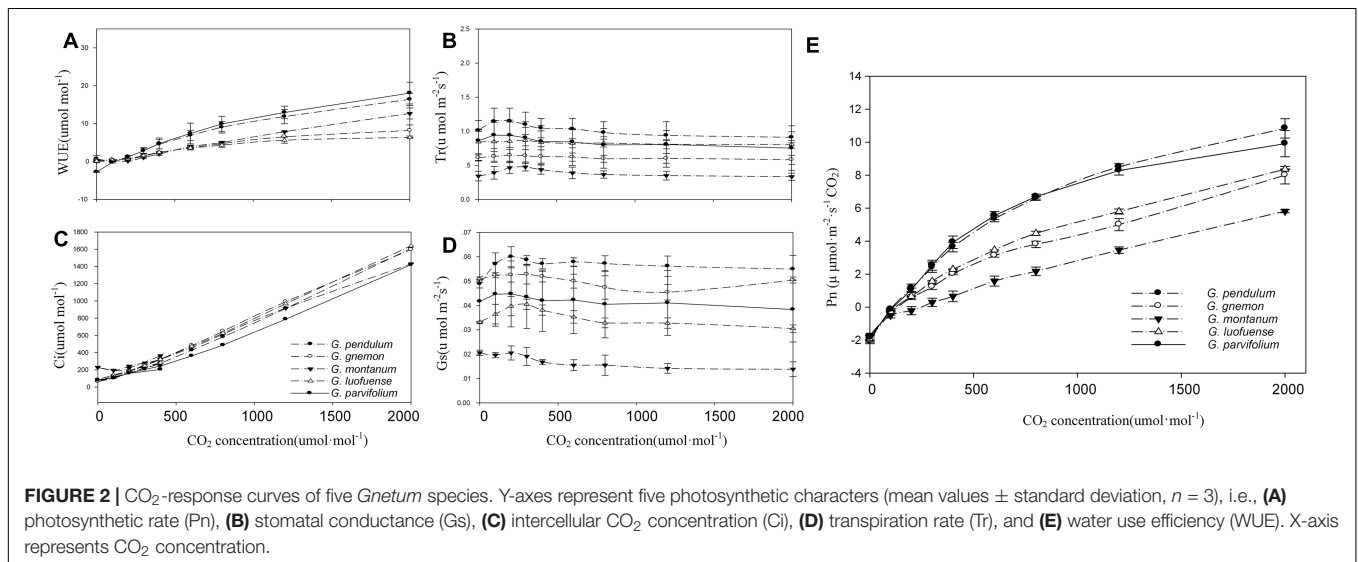 A
WUE(umol mol-1)
30
20
10
0
-10
B
Tr(u mol m-2s-1)
2.5
2.0
1.5
1.0
.5
0.0
C
Ci(umol mol-1)
1800
1600
1400
1200
1000
800
600
400
200
0
G. pendulum
G. gnemon
G. montanum
G. luofuense
G. parvifolium
0 500 1000 1500 2000
CO2 concentration(umol·mol-1)
D
Gs(u mol m-2s-1)
.07
.06
.05
.04
.03
.02
.01
.00
0 500 1000 1500 2000
CO2 concentration(umol·mol-1)
E
Pn (μ μmol·m-2·s-1 CO2)
14
12
10
8
6
4
2
0
-2
-4
G. pendulum
G. gnemon
G. montanum
G. luofuense
G. parvifolium
0 500 1000 1500 2000
CO2 concentration(umol·mol-1)
FIGURE 2 | CO2-response curves of five Gnetum species. Y-axes represent five photosynthetic characters (mean values ± standard deviation, n = 3), i.e., (A)
photosynthetic rate (Pn), (B) stomatal conductance (Gs), (C) intercellular CO2 concentration (Ci), (D) transpiration rate (Tr), and (E) water use efficiency (WUE). X-axis
represents CO2 concentration.